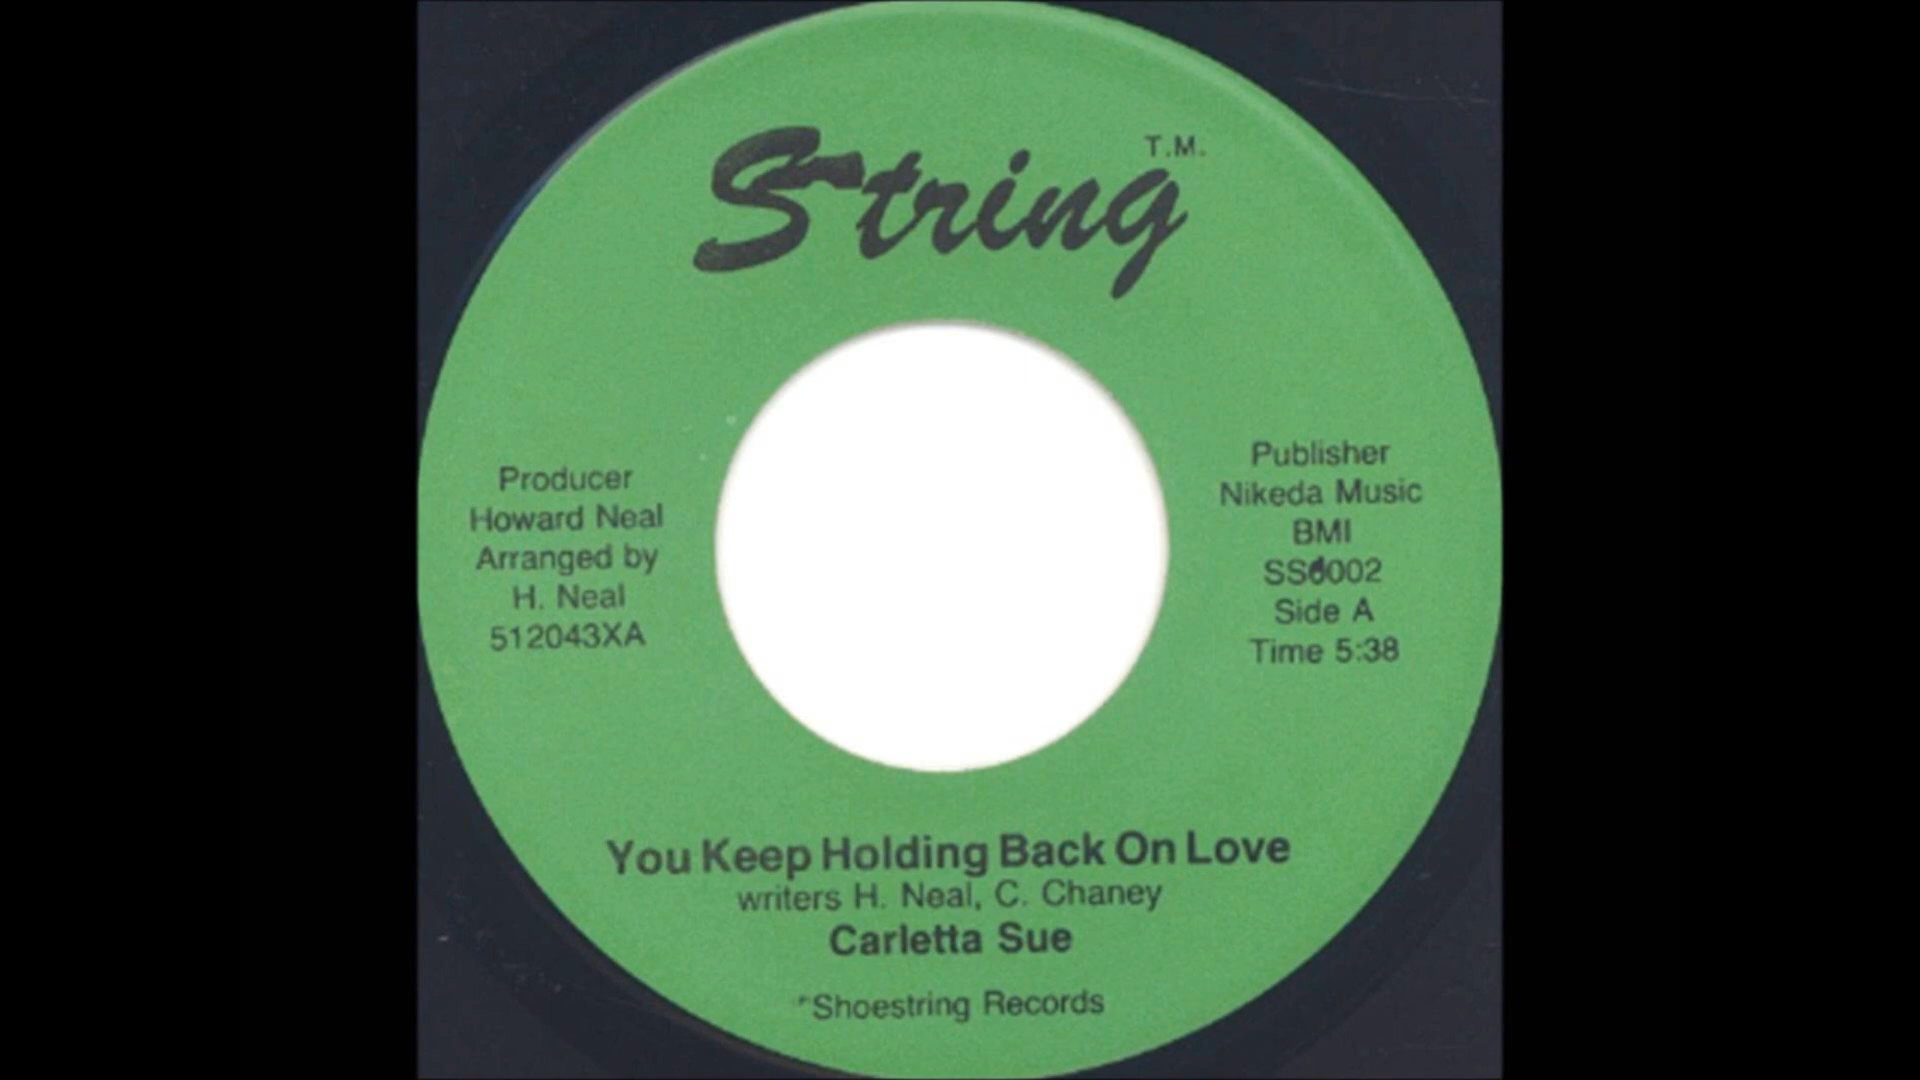 String
T.M.
Producer
Howard Neal
Arranged by
H. Neal
512043XA
Publisher
Nikeda Music
BMI
SS6002
Side A
Time 5:38
You Keep Holding Back On Love
writers H. Neal, C. Chaney
Carletta Sue
Shoestring Records